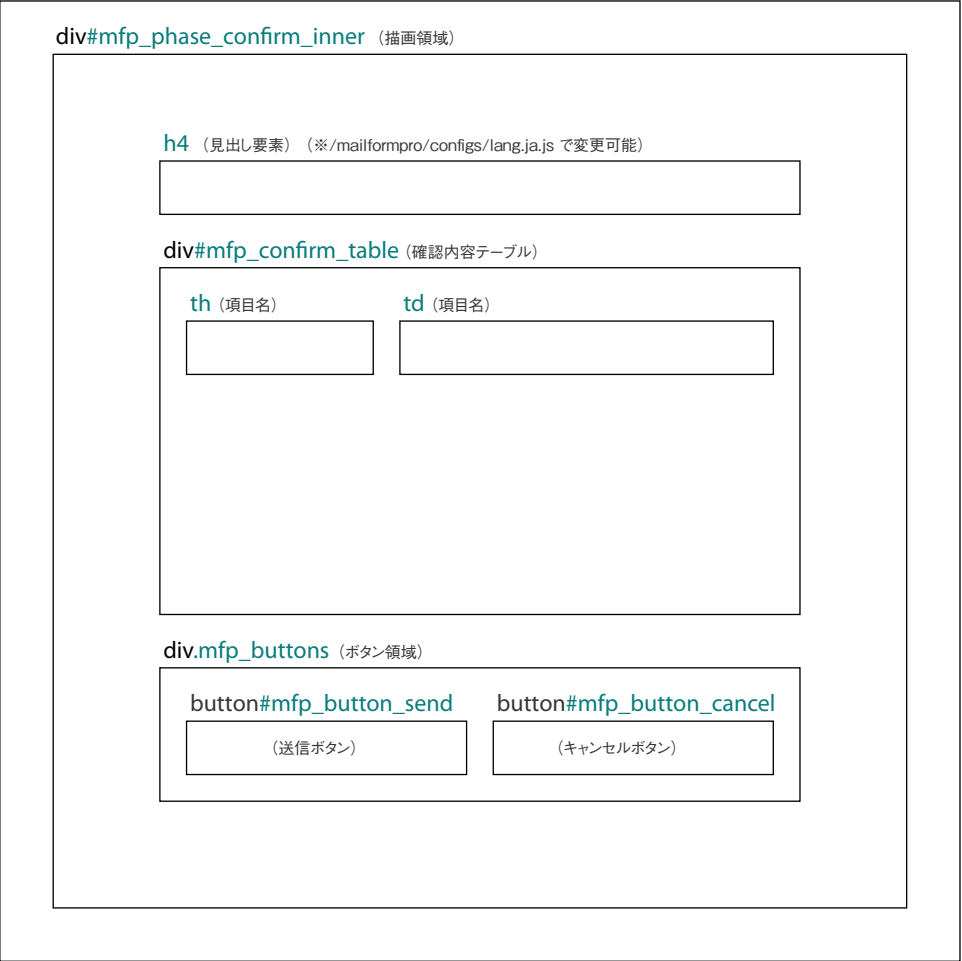 div#mfp_phase_confirm_inner （描画領域）
h4 （見出し要素）（※/mailformpro/configs/lang.ja.js で変更可能）
div#mfp_confirm_table（確認内容テーブル）
th（項目名） td（項目名）
div.mfp_buttons（ボタン領域）
button#mfp_button_send button#mfp_button_cancel
（送信ボタン） （キャンセルボタン）